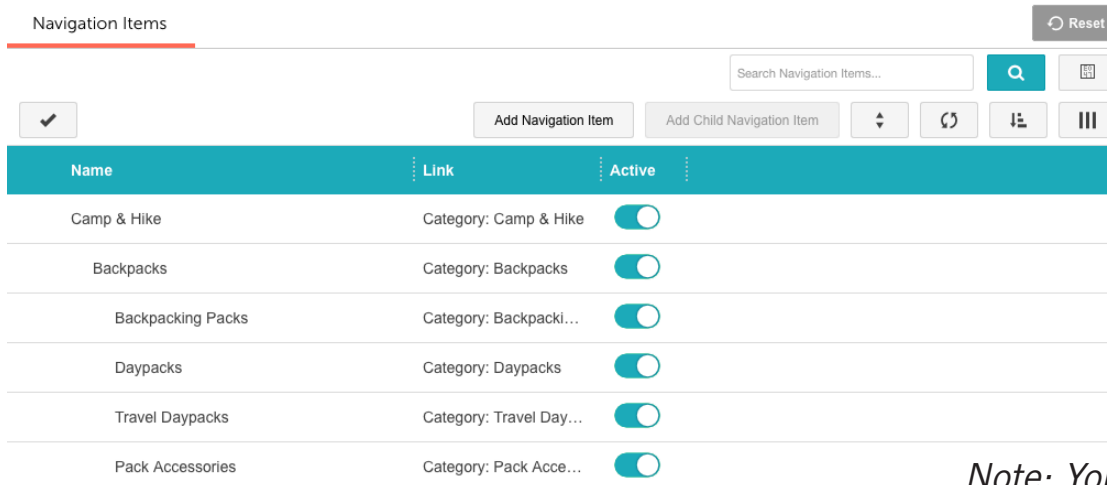 Navigation Items
Reset
Search Navigation Items...
Add Navigation Item Add Child Navigation Item
Name Link Active
Camp & Hike Category: Camp & Hike
Backpacks Category: Backpacks
Backpacking Packs Category: Backpacki...
Daypacks Category: Daypacks
Travel Daypacks Category: Travel Day...
Pack Accessories Category: Pack Acce...
Note: You